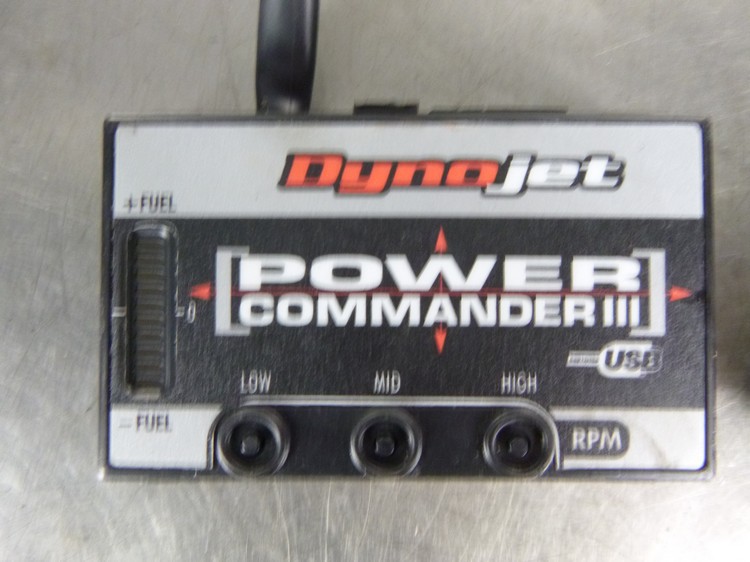 Dynojet
+ FUEL
POWER
COMMANDER III
0
USB
LOW MID HIGH
- FUEL
RPM